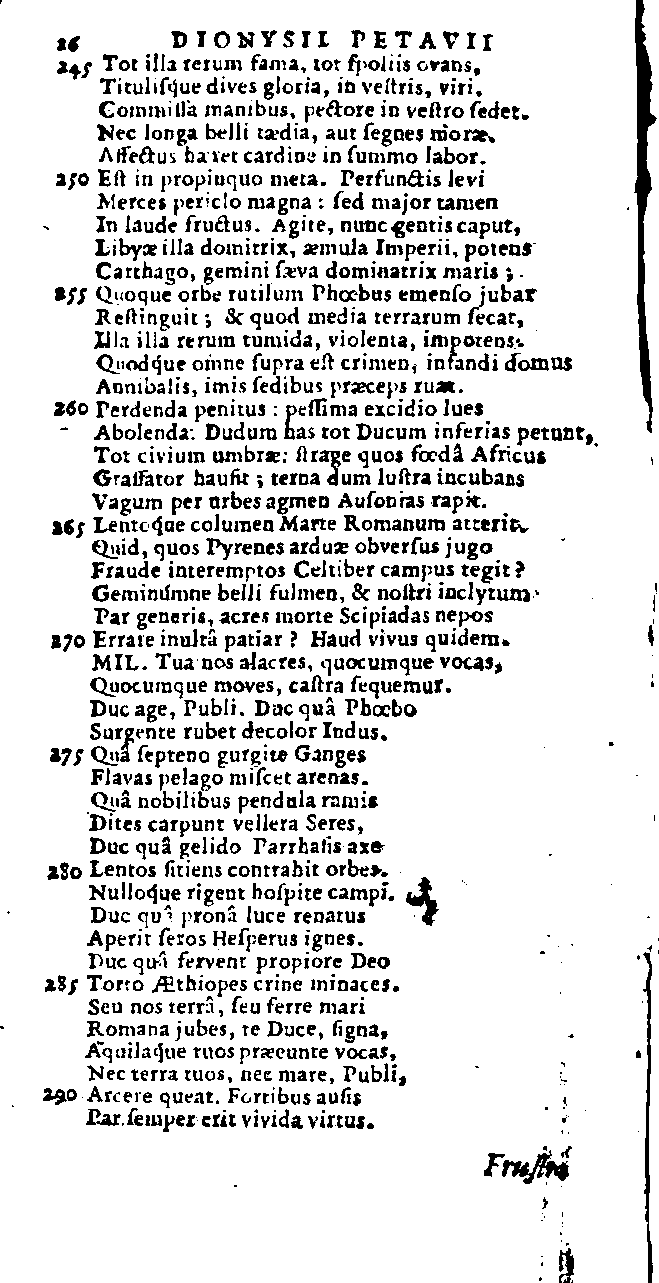 26 DIONYSII PETAVII
245 Tot illa rerum fama, tot ſpoliis ovans,
Tituliſque dives gloria, in veſtris, viri,
Commiſſa manibus, pectore in veſtro ſedet.
Nec longa belli tædia, aut ſegnes moræ.
Affectus hæret cardine in ſummo labor.
250 Eſt in propinquo meta. Perfunctis levi
Merces periclo magna : ſed major tamen
In laude fructus. Agite, nunc gentis caput,
Libyæ illa domitrix, æmula Imperii, potens
Carthago, gemini ſæva dominatrix maris ;
255 Quoque orbe rutilum Phœbus emenſo jubar
Reſtinguit ; & quod media terrarum ſecat,
Illa illa rerum tumida, violenta, impotens.
Quodque omne ſupra eſt crimen, infandi domus
Annibalis, imis ſedibus præceps ruat.
260 Perdenda penitus : peſſima excidio lues
Abolenda. Dudum has tot Ducum inferias petunt,
Tot civium umbræ: ſtrage quos fœdâ Africus
Graſſator hauſit ; terna dum luſtra incubans
Vagum per urbes agmen Auſonias rapit.
265 Lenteque columen Marte Romanum atterit.
Quid, quos Pyrenes arduæ obverſus jugo
Fraude interemptos Celtiber campus tegit ?
Geminúmne belli fulmen, & noſtri inclytum
Par generis, acres morte Scipiadas nepos
270 Errare inultâ patiar ? Haud vivus quidem.
MIL. Tua nos alacres, quocumque vocas,
Quocumque moves, caſtra ſequemur.
Duc age, Publi. Duc quâ Phœbo
Surgente rubet decolor Indus.
275 Quâ ſepteno gurgite Ganges
Flavas pelago miſcet arenas.
Quâ nobilibus pendula ramis
Dites carpunt vellera Seres,
Duc quâ gelido Parrhaſis axe
280 Lentos ſitiens contrahit orbes.
Nulloque rigent hoſpite campi.
Duc quâ pronâ luce renatus
Aperit ſeros Heſperus ignes.
Duc quâ fervent propiore Deo
285 Torto Æthiopes crine minaces.
Seu nos terrâ, ſeu ferre mari
Romana jubes, te Duce, ſigna,
Aquilaque tuos præeunte vocas,
Nec terra tuos, nec mare, Publi,
290 Arcere queat. Fortibus auſis
Par ſemper erit vivida virtus.
Fruſtrà